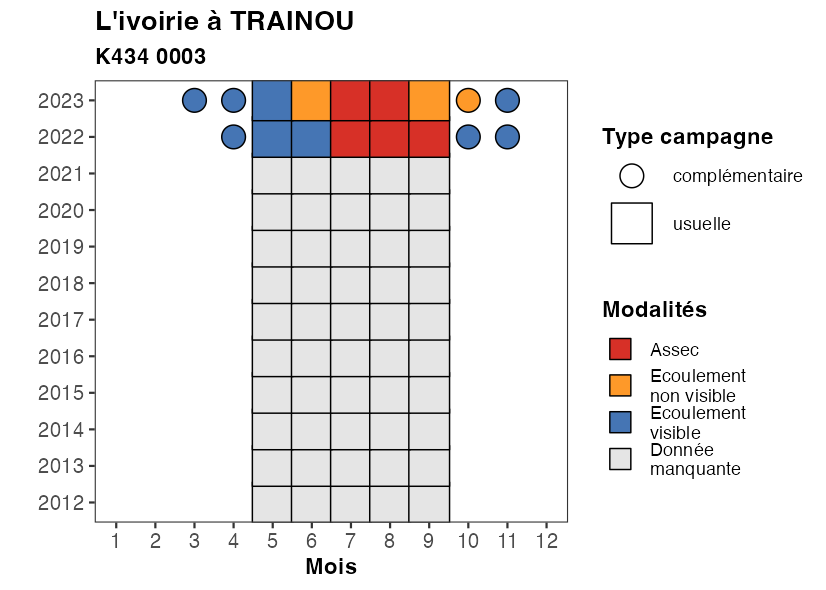 L'ivoirie à TRAINOU
K434 0003
2023
2022
2021
2020
2019
2018
2017
2016
2015
2014
2013
2012
1 2 3 4 5 6 7 8 9 10 11 12
Mois
Type campagne
complémentaire
usuelle
Modalités
Assec
Ecoulement
non visible
Ecoulement
visible
Donnée
manquante